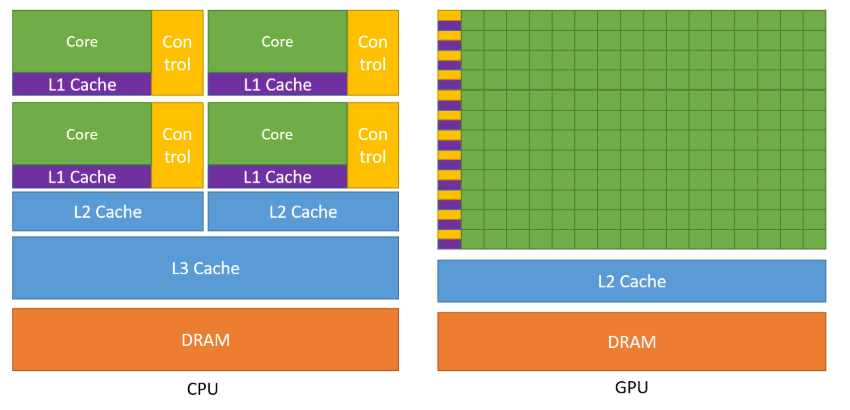 Core
Con
trol
L1 Cache
Core
Con
trol
L1 Cache
Core
Con
trol
L1 Cache
Core
Con
trol
L1 Cache
L2 Cache
L2 Cache
L3 Cache
DRAM
CPU
L2 Cache
DRAM
GPU